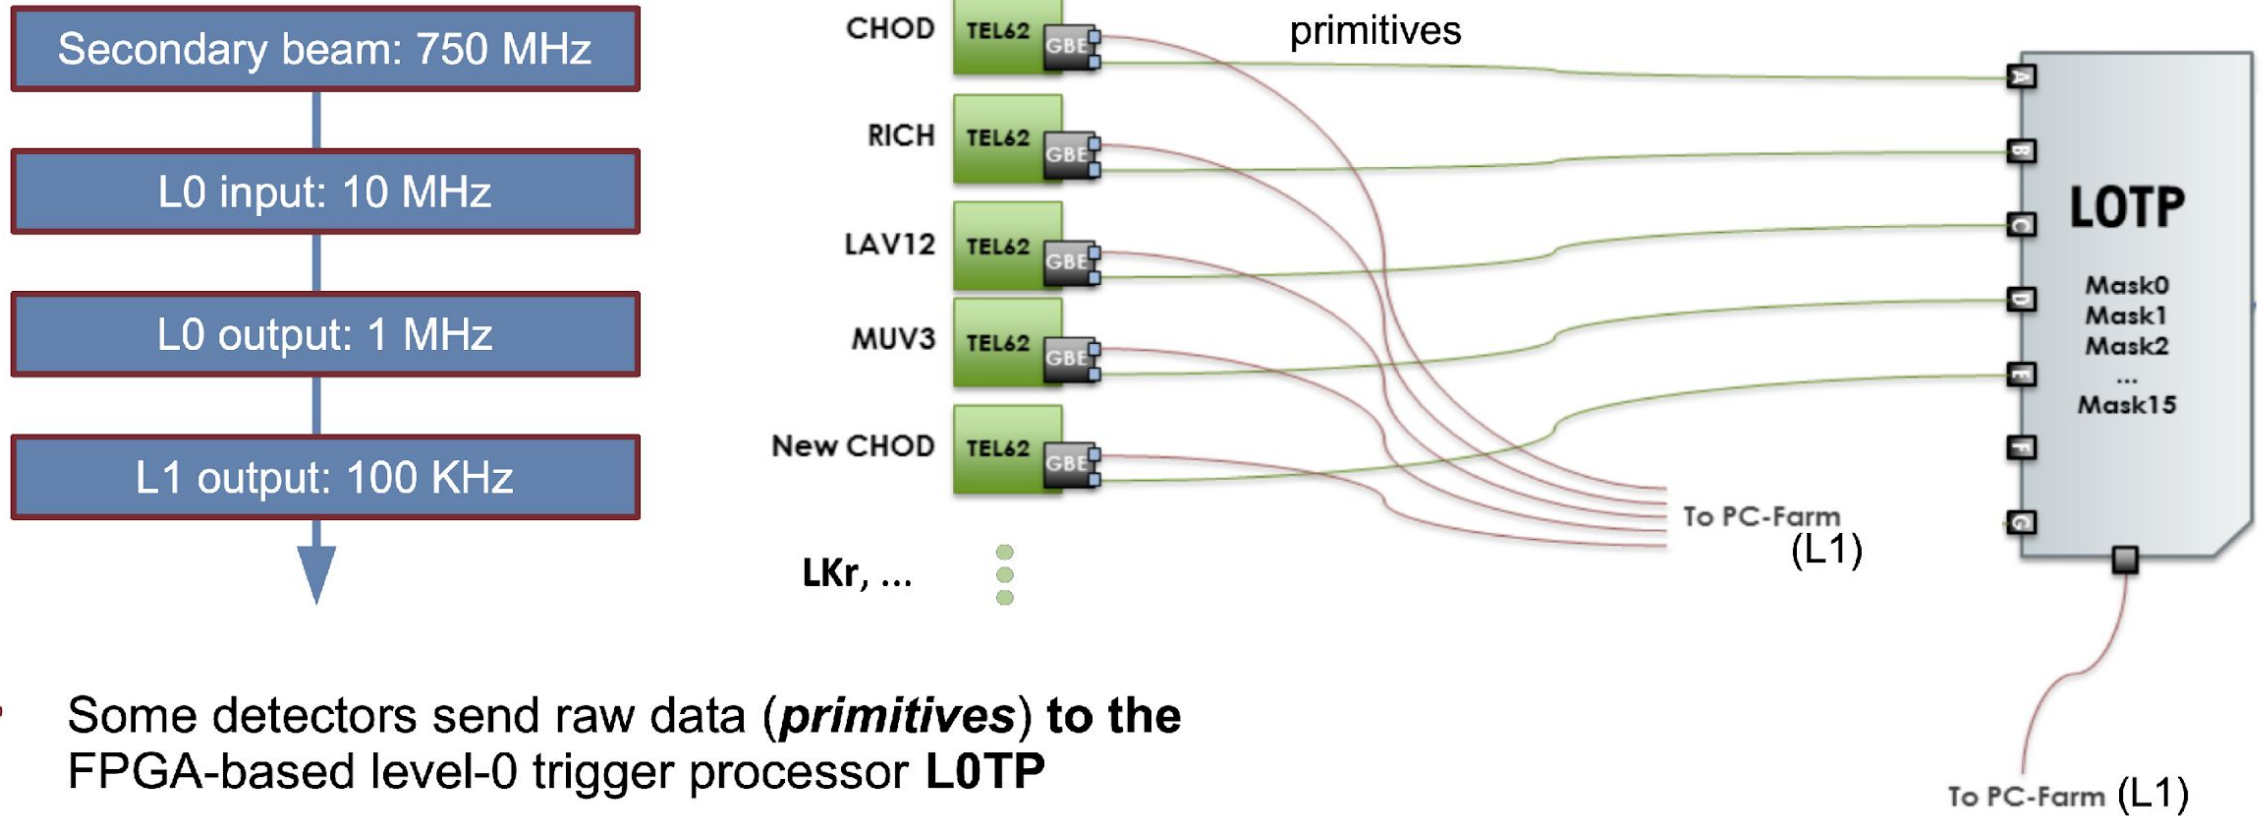 Secondary beam: 750 MHz
L0 input: 10 MHz
L0 output: 1 MHz
L1 output: 100 KHz
CHOD
TEL62
GBE
primitives
RICH
TEL62
GBE
LAV12
TEL62
GBE
MUV3
TEL62
GBE
New CHOD
TEL62
GBE
LKr, ...
To PC-Farm
(L1)
A
B
C
D
E
F
G
L0TP
Mask0
Mask1
Mask2
...
Mask15
To PC-Farm (L1)
Some detectors send raw data (primitives) to the
FPGA-based level-0 trigger processor L0TP